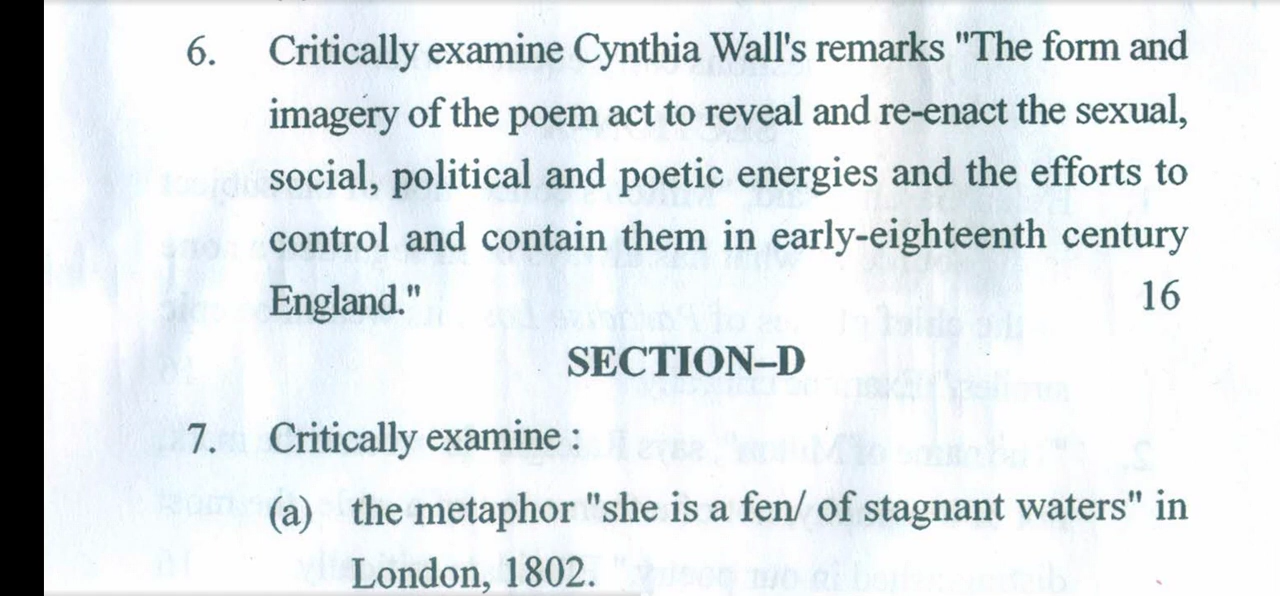 6. Critically examine Cynthia Wall's remarks "The form and
imagery of the poem act to reveal and re-enact the sexual,
social, political and poetic energies and the efforts to
control and contain them in early-eighteenth century
England." 16
SECTION–D
7. Critically examine :
(a) the metaphor "she is a fen/ of stagnant waters" in
London, 1802.